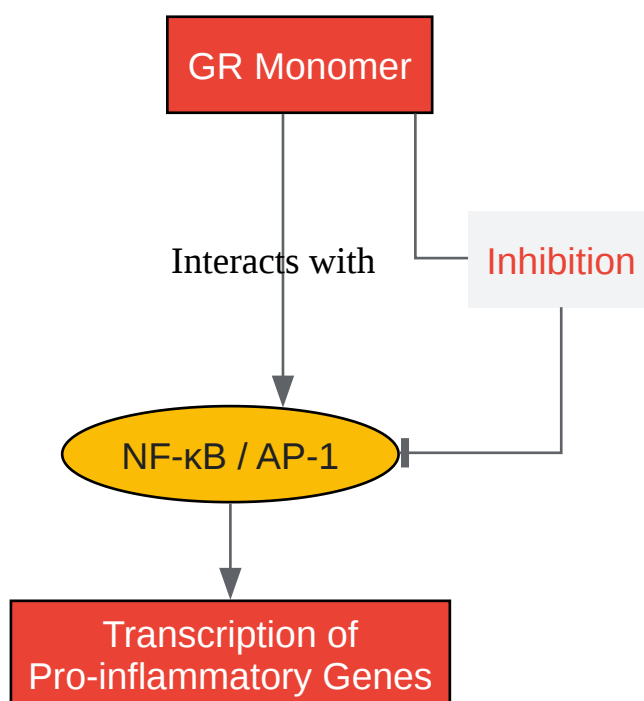 GR Monomer
Interacts with
Inhibition
NF-κB / AP-1
Transcription of
Pro-inflammatory Genes